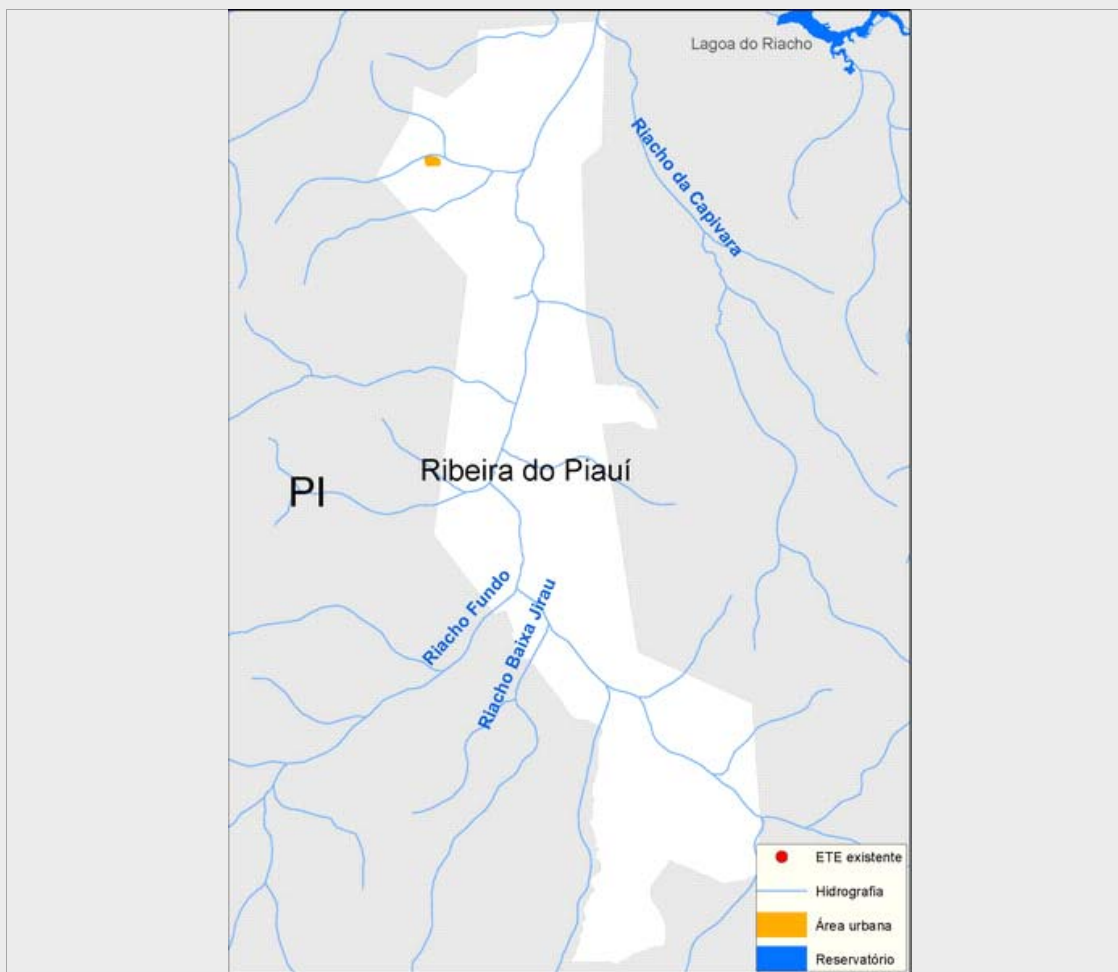 Lagoa do Riacho
Riacho da Capivara
Ribeira do Piauí
PI
Riacho Fundo
Riacho Baixa Jirau
ETE existente
Hidrografia
Área urbana
Reservatório